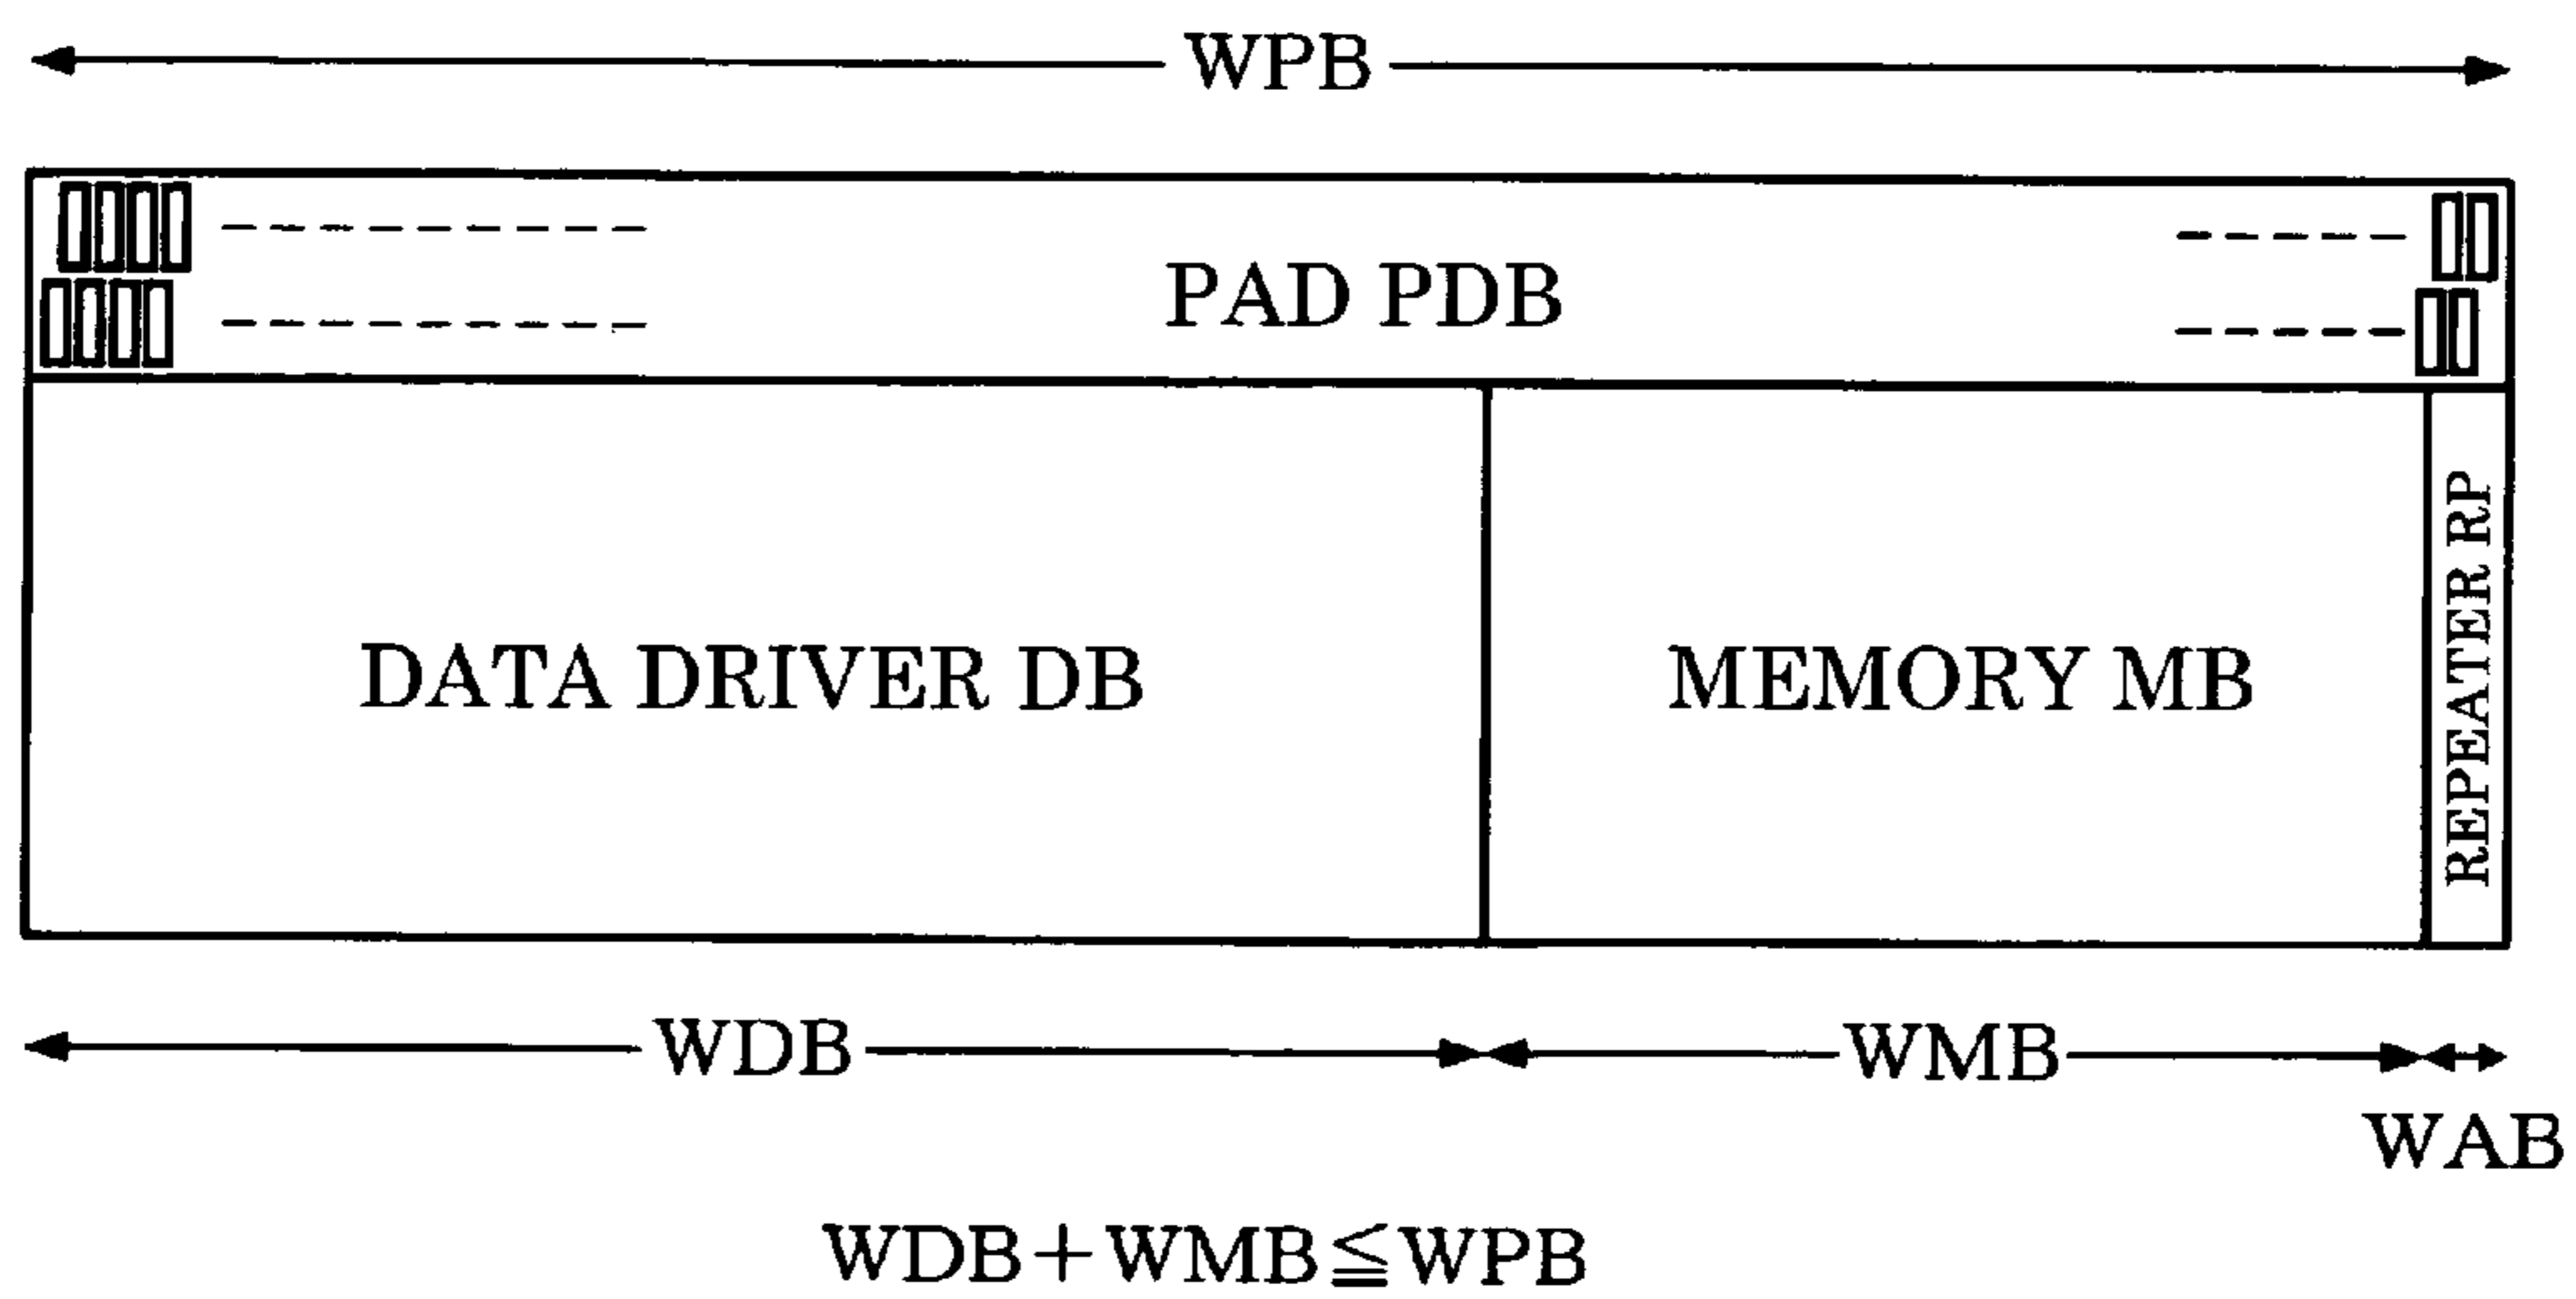 WPB
PAD PDB
DATA DRIVER DB
MEMORY MB
REPEATER RP
WDB
WMB
WAB
WDB+WMB≦WPB